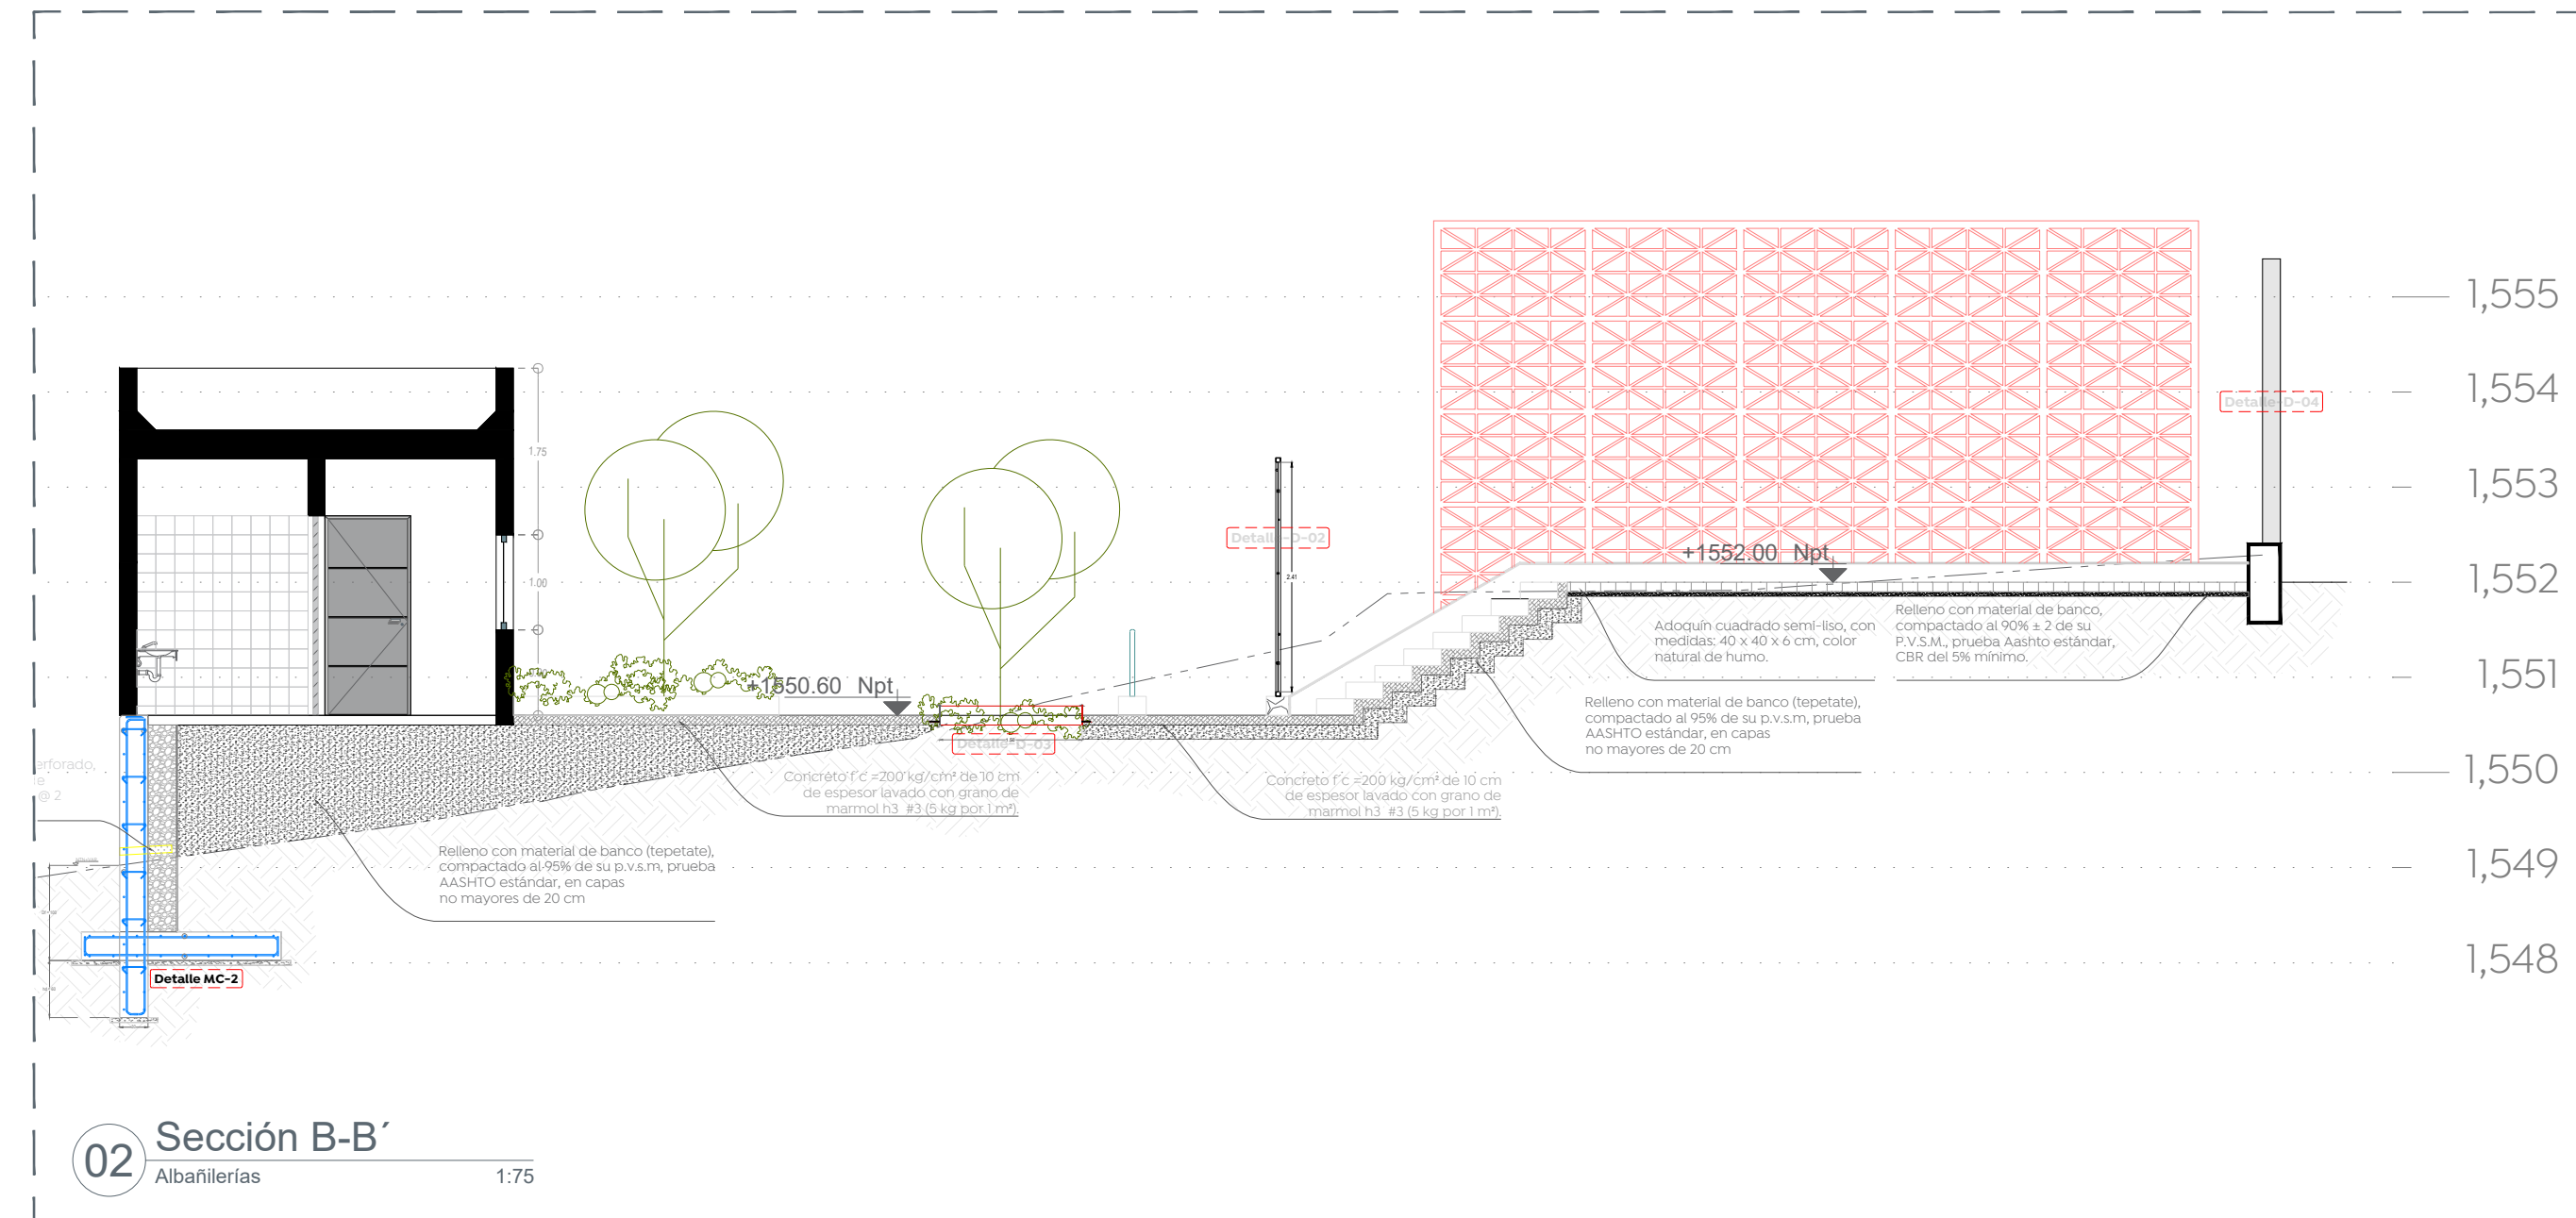 1,555
1,554
Detalle-D-04
1.75
1,553
Detalle-D-02
+1552.00 Npt
2.41
1.00
1,552
Adoquín cuadrado semi-liso, con
medidas: 40 x 40 x 6 cm, color
natural de humo.
Relleno con material de banco,
compactado al 90% ± 2 de su
P.V.S.M., prueba Aashto estándar,
CBR del 5% mínimo.
1,551
+1550.60 Npt
Relleno con material de banco (tepetate),
compactado al 95% de su p.v.s.m, prueba
AASHTO estándar, en capas
no mayores de 20 cm
Detalle-D-03
erforado,
e
@ 2
Concreto f´c =200 kg/cm² de 10 cm
de espesor lavado con grano de
marmol h3 #3 (5 kg por 1 m²).
Concreto f´c =200 kg/cm² de 10 cm
de espesor lavado con grano de
marmol h3 #3 (5 kg por 1 m²).
1,550
Relleno con material de banco (tepetate),
compactado al 95% de su p.v.s.m, prueba
AASHTO estándar, en capas
no mayores de 20 cm
1,549
1,548
Detalle MC-2
02
Sección B-B´
Albañilerías
1:75